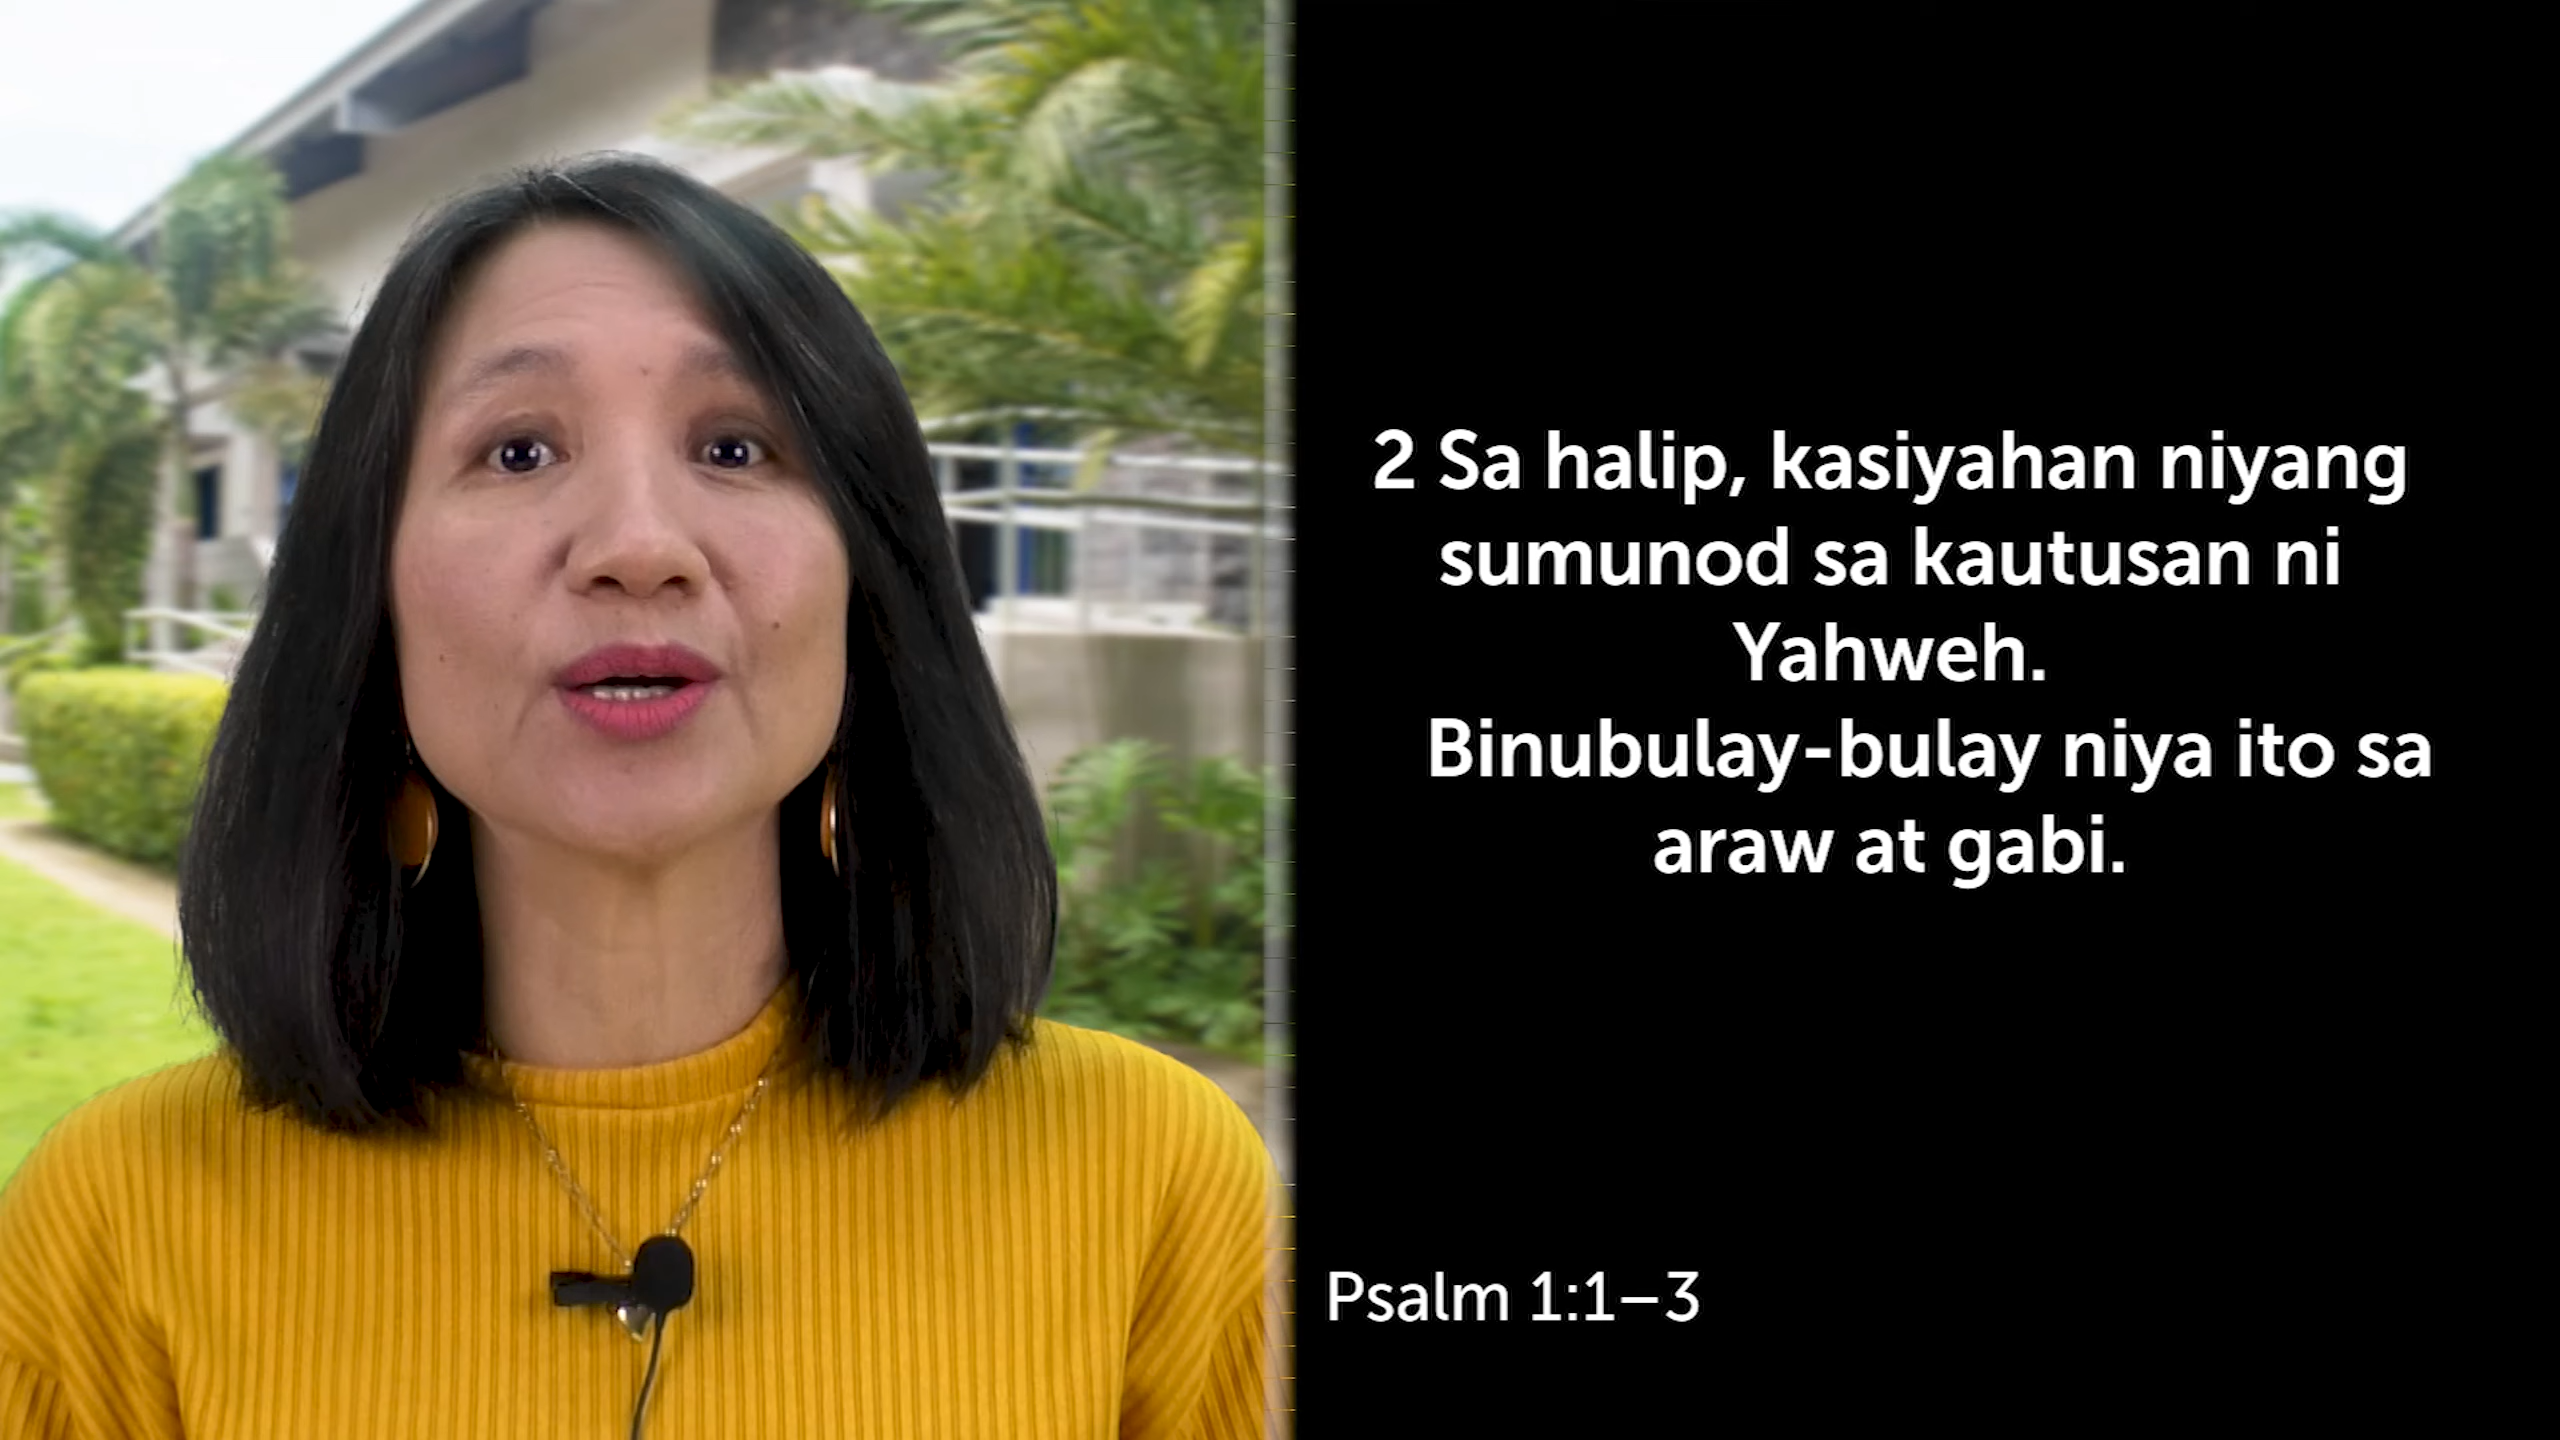 2 Sa halip, kasiyahan niyang
sumunod sa kautusan ni
Yahweh.
Binubulay-bulay niya ito sa
araw at gabi.
Psalm 1:1–3